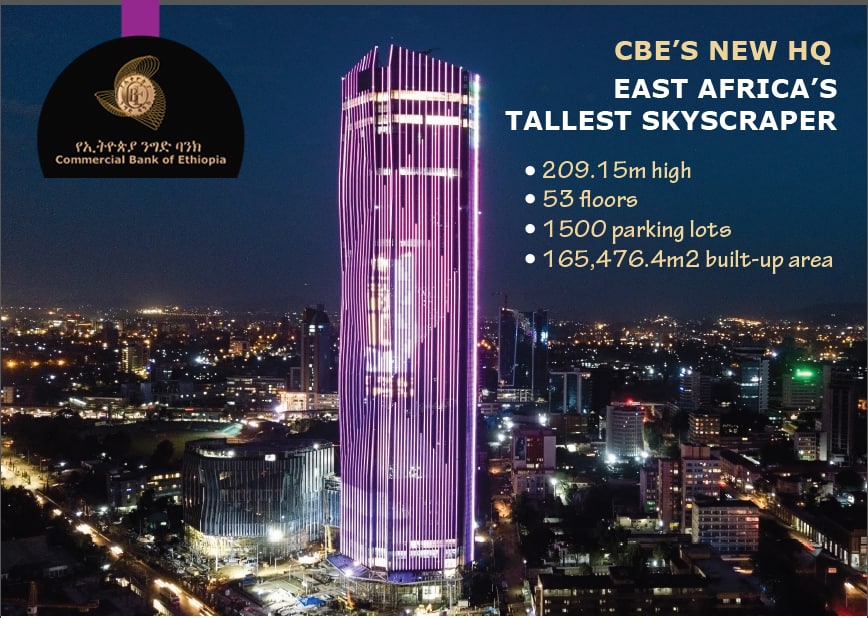 የኢትዮጵያ ንግድ ባንክ
Commercial Bank of Ethiopia
CBE'S NEW HQ
EAST AFRICA'S
TALLEST SKYSCRAPER
• 209.15m high
• 53 floors
• 1500 parking lots
• 165,476.4m2 built-up area